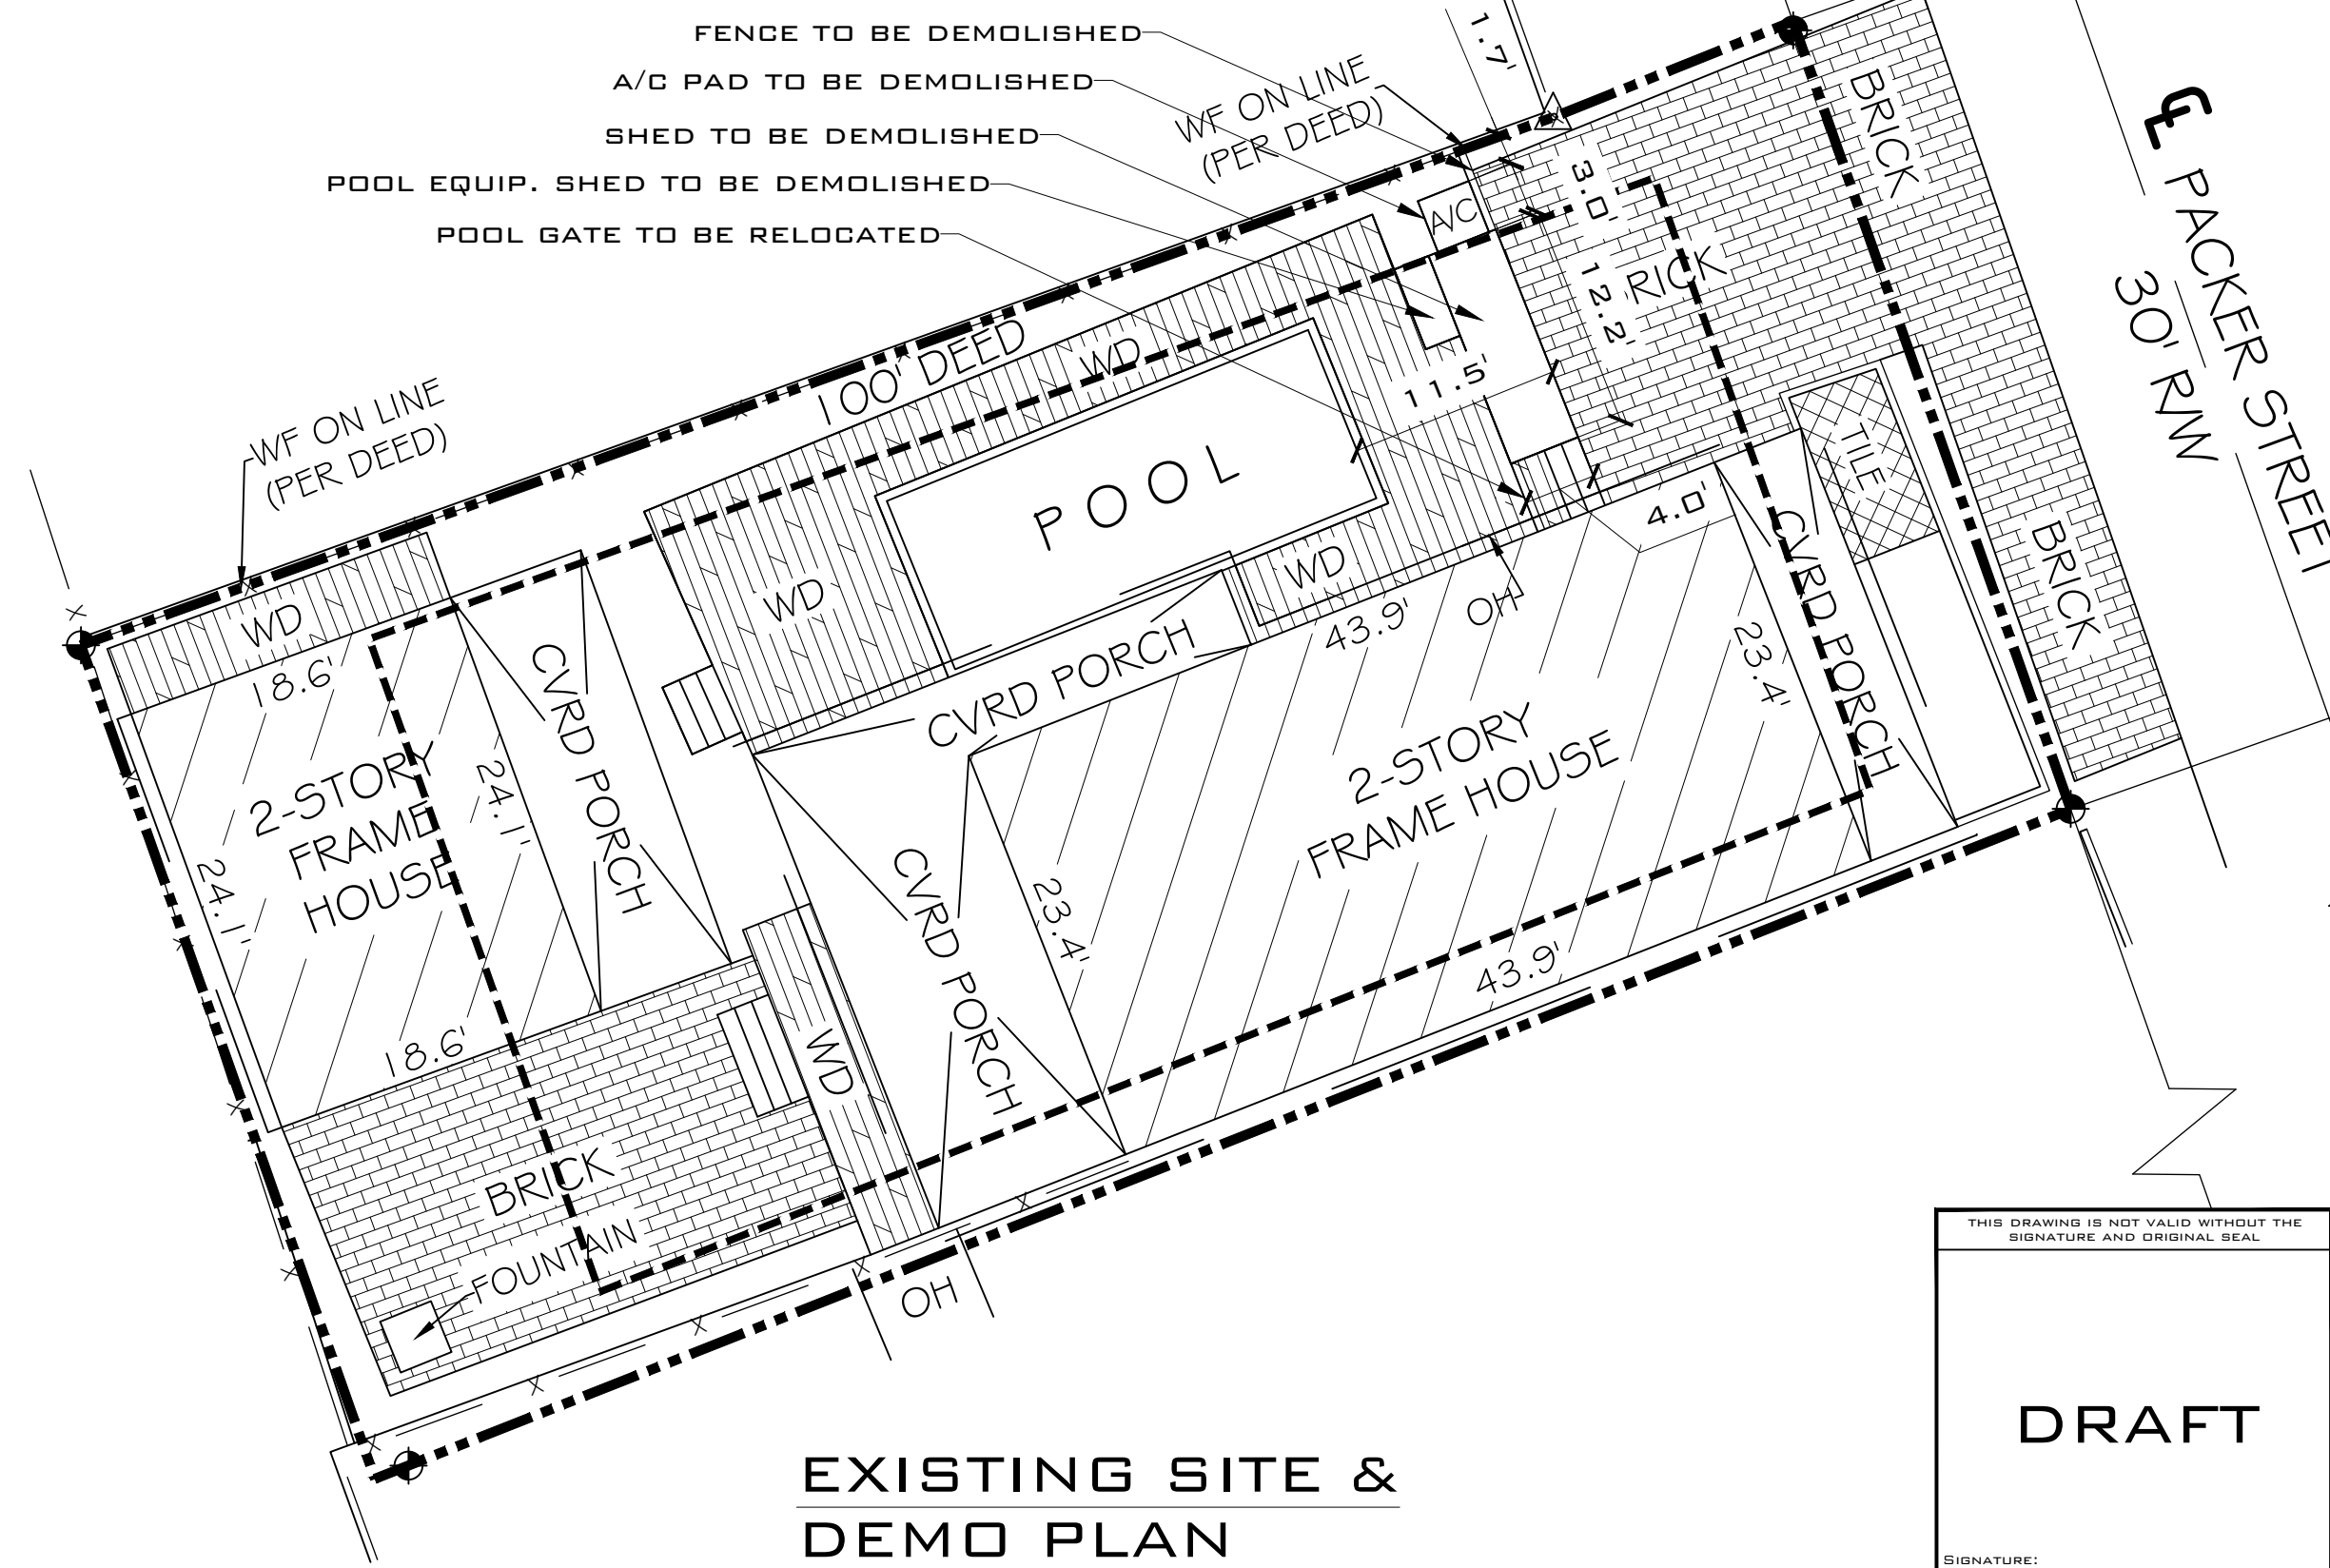 FENCE TO BE DEMOLISHED
A/C PAD TO BE DEMOLISHED
SHED TO BE DEMOLISHED
POOL EQUIP. SHED TO BE DEMOLISHED
POOL GATE TO BE RELOCATED
WF ON LINE
(PER DEED)
1.7'
BRICK
℄ PACKER STREET
30' R/W
3.0'
A/C
RICK
12.2'
100' DEED
WD
11.5'
WF ON LINE
(PER DEED)
POOL
TILE
4.0'
BRICK
WD
18.6'
WD
WD
43.9'
OH
CVRD PORCH
CVRD PORCH
CVRD PORCH
23.4'
2-STORY
FRAME
HOUSE
24.1'
24.1'
2-STORY
FRAME HOUSE
CVRD PORCH
23.4'
43.9'
18.6'
WD
BRICK
FOUNTAIN
OH
EXISTING SITE &
DEMO PLAN
THIS DRAWING IS NOT VALID WITHOUT THE
SIGNATURE AND ORIGINAL SEAL
DRAFT
SIGNATURE: